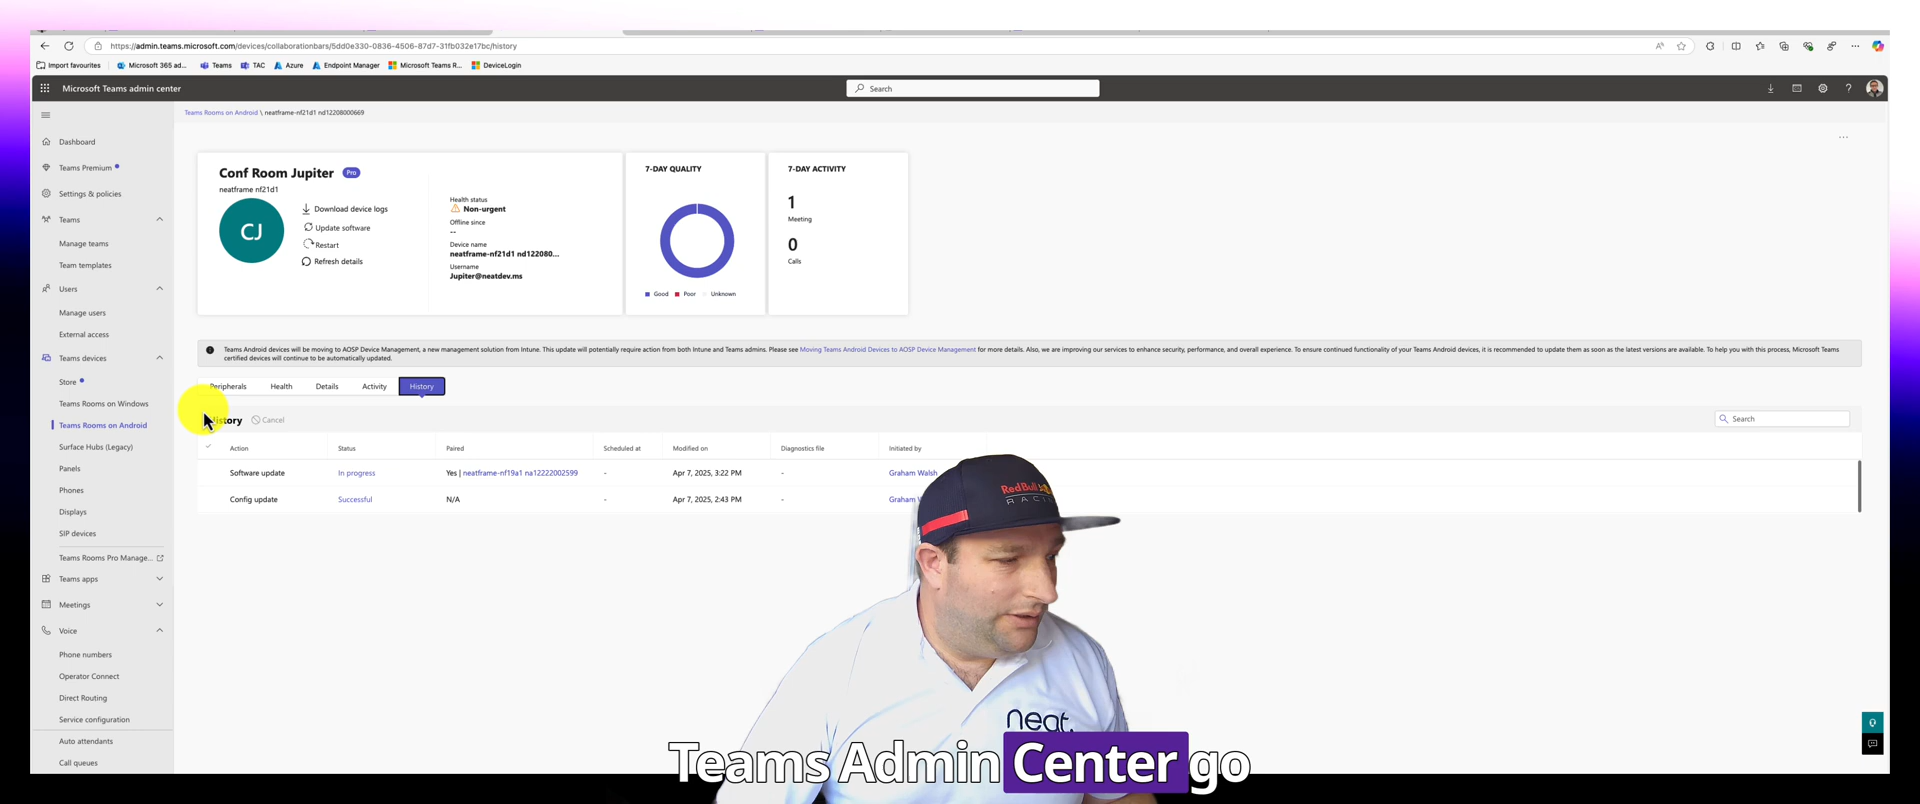 https://admin.teams.microsoft.com/devices/collaborationbars/5dd0e330-0836-4506-87d7-31fb032e17bc/history
Import favourites Microsoft 365 ad... Teams TAC Azure Endpoint Manager Microsoft Teams R... DeviceLogin
Microsoft Teams admin center
Search
Teams Rooms on Android \ neatframe-nf21d1 nd12208000669
Dashboard
Teams Premium
Settings & policies
Teams
Manage teams
Team templates
Users
Manage users
External access
Teams devices
Store
Teams Rooms on Windows
Teams Rooms on Android
Surface Hubs (Legacy)
Panels
Phones
Displays
SIP devices
Teams Rooms Pro Manage...
Teams apps
Meetings
Voice
Phone numbers
Operator Connect
Direct Routing
Service configuration
Auto attendants
Call queues
Conf Room Jupiter Pro
neatframe nf21d1
CJ
Download device logs
Update software
Restart
Refresh details
Health status
Non-urgent
Offline since
--
Device name
neatframe-nf21d1 nd122080...
Username
Jupiter@neatdev.ms
7-DAY QUALITY
Good Poor Unknown
7-DAY ACTIVITY
1
Meeting
0
Calls
Teams Android devices will be moving to AOSP Device Management, a new management solution from Intune. This update will potentially require action from both Intune and Teams admins. Please see Moving Teams Android Devices to AOSP Device Management for more details. Also, we are improving our services to enhance security, performance, and overall experience. To ensure continued functionality of your Teams Android devices, it is recommended to update them as soon as the latest versions are available. To help you with this process, Microsoft Teams
certified devices will continue to be automatically updated.
Peripherals Health Details Activity History
History Cancel
Search
Action Status Paired Scheduled at Modified on Diagnostics file Initiated by
Software update In progress Yes | neatframe-nf19a1 na12222002599 - Apr 7, 2025, 3:22 PM - Graham Walsh
Config update Successful N/A - Apr 7, 2025, 2:43 PM - Graham
Red Bull
RACI
neat.
Teams Admin Center go